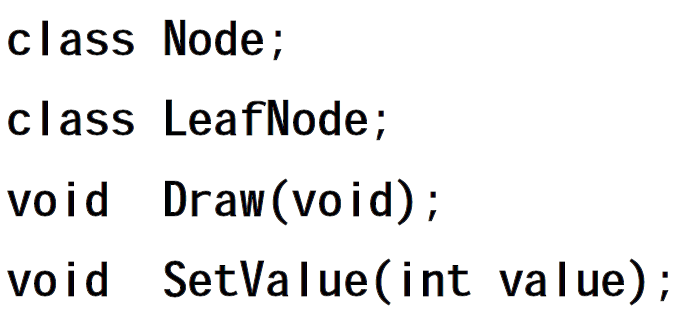 class Node;
class LeafNode;
void  Draw(void);
void  SetValue(int value);